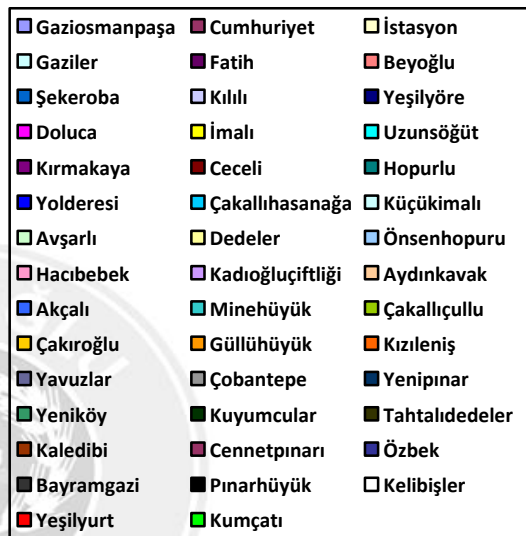 Gaziosmanpaşa Cumhuriyet İstasyon
Gaziler Fatih Beyoğlu
Şekeroba Kılılı Yeşilyöre
Doluca İmalı Uzunsöğüt
Kırmakaya Ceceli Hopurlu
Yolderesi Çakallıhasanağa Küçükimalı
Avşarlı Dedeler Önsenhopuru
Hacıbebek Kadıoğluçiftliği Aydınkavak
Akçalı Minehüyük Çakallıçullu
Çakıroğlu Güllühüyük Kızıleniş
Yavuzlar Çobantepe Yenipınar
Yeniköy Kuyumcular Tahtalıdedeler
Kaledibi Cennetpınarı Özbek
Bayramgazi Pınarhüyük Kelibişler
Yeşilyurt Kumçatı